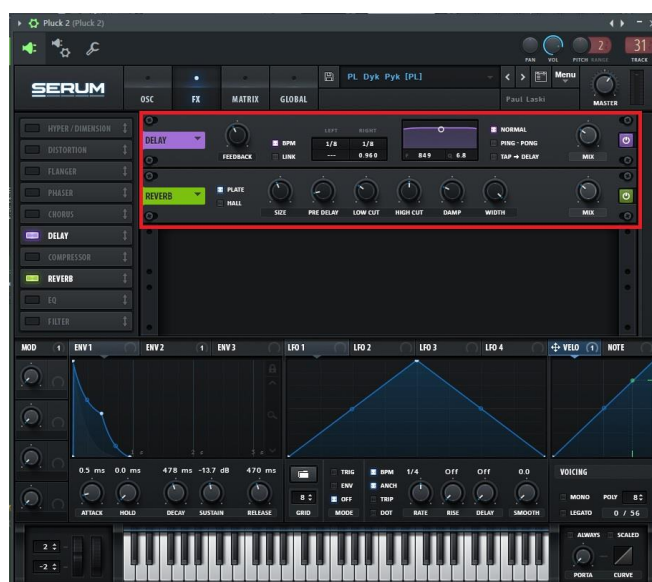 Pluck 2 (Pluck 2)
PAN VOL PITCH RANGE TRACK
2 31
SERUM
OSC FX MATRIX GLOBAL
PL Dyk Pyk [PL]
Menu
Paul Laski
MASTER
HYPER / DIMENSION
DISTORTION
FLANGER
PHASER
CHORUS
DELAY
COMPRESSOR
REVERB
EQ
FILTER
DELAY
FEEDBACK
BPM
LINK
LEFT RIGHT
1/8 1/8
--- 0.960
F 849 Q 6.8
NORMAL
PING - PONG
TAP ➔ DELAY
MIX
REVERB
PLATE
HALL
SIZE PRE DELAY LOW CUT HIGH CUT DAMP WIDTH MIX
MOD (1) ENV 1 ENV 2 (1) ENV 3 LFO 1 LFO 2 LFO 3 LFO 4 VELO (1) NOTE
0.5 ms 0.0 ms 478 ms -13.7 dB 470 ms
ATTACK HOLD DECAY SUSTAIN RELEASE
8
GRID
TRIG
ENV
OFF
MODE
BPM
ANCH
TRIP
DOT
1/4 Off Off 0.0
RATE RISE DELAY SMOOTH
VOICING
MONO POLY 8
LEGATO 0 / 56
ALWAYS SCALED
PORTA CURVE
2
-2